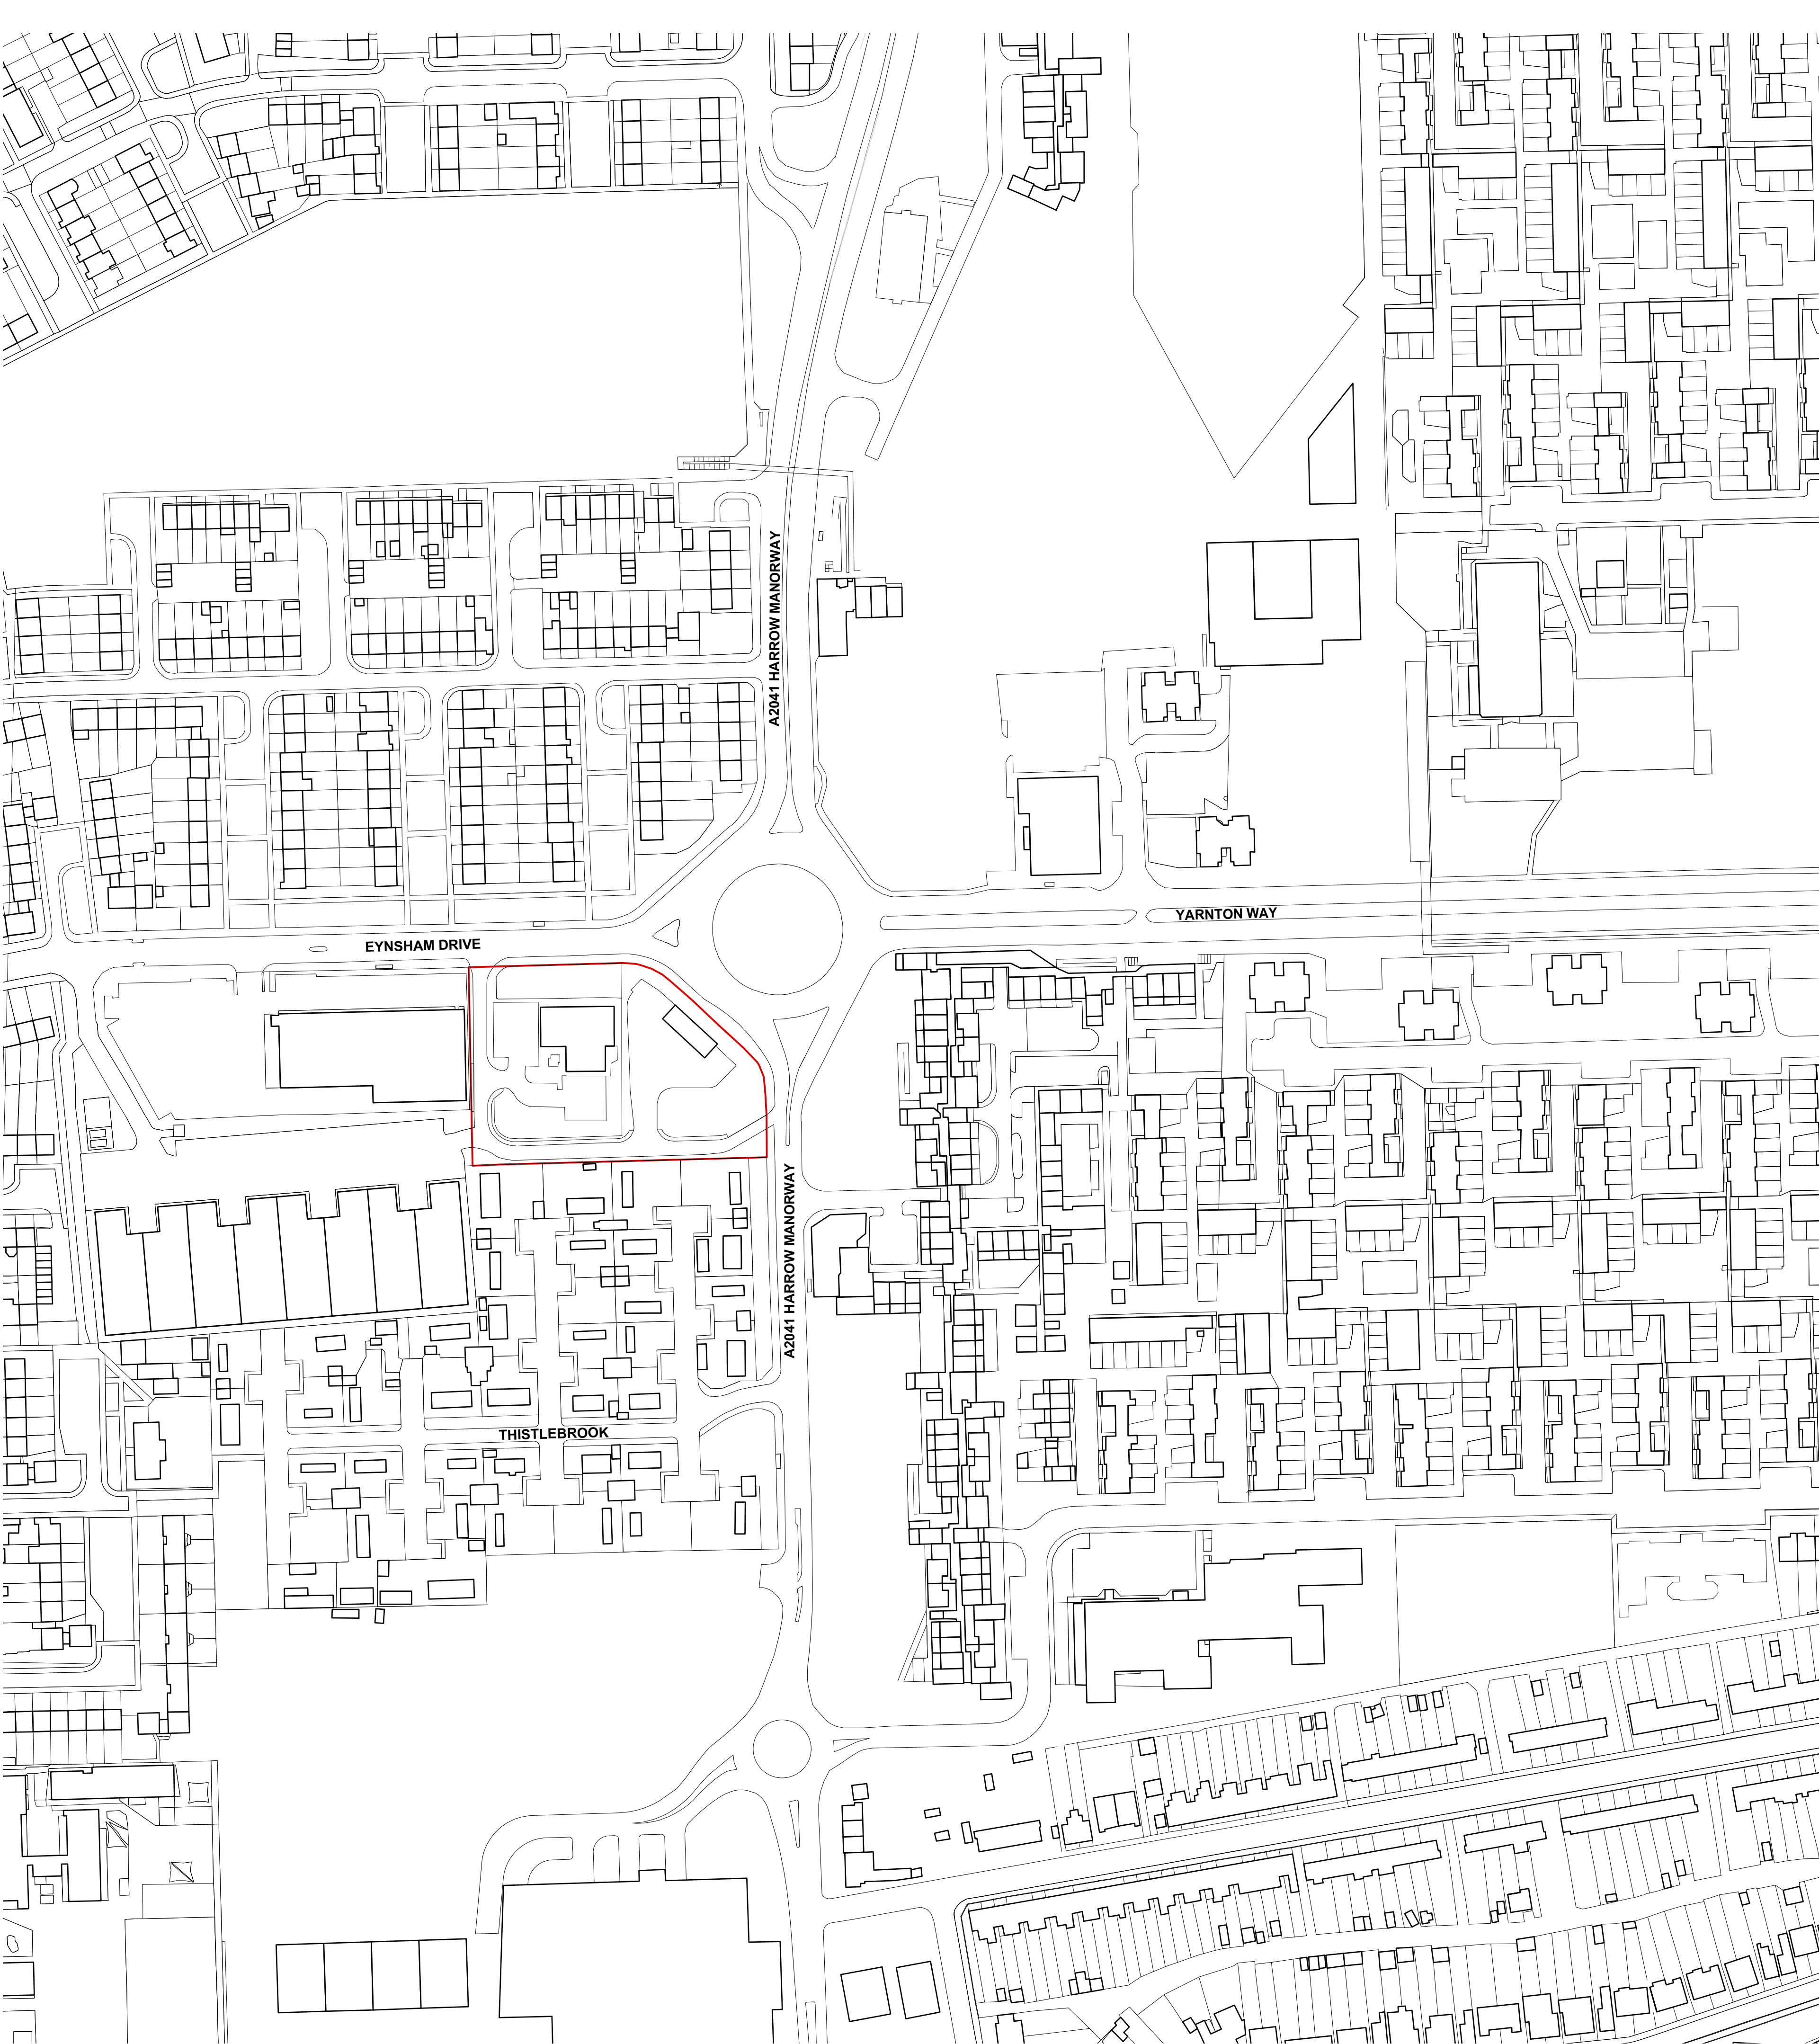 A2041 HARROW MANORWAY
YARNTON WAY
EYNSHAM DRIVE
A2041 HARROW MANORWAY
THISTLEBROOK